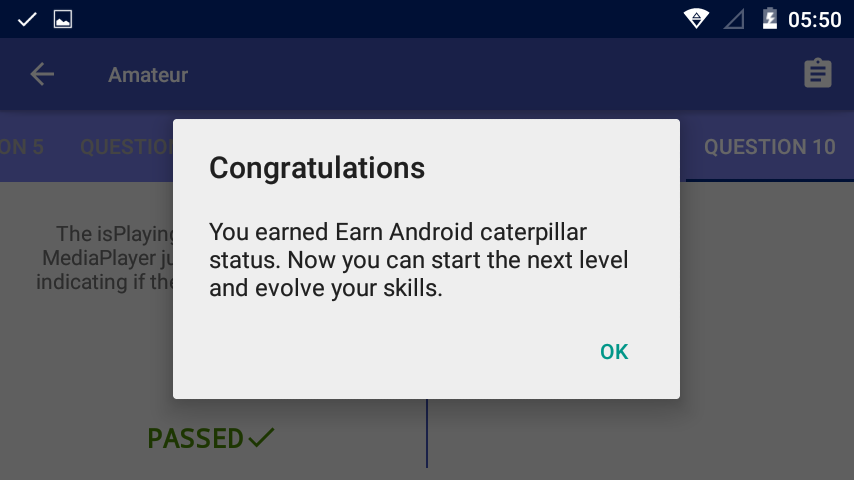 05:50
Amateur
ON 5 QUESTION QUESTION 10
Congratulations
You earned Earn Android caterpillar
status. Now you can start the next level
and evolve your skills.
OK
The isPlaying
MediaPlayer ju
indicating if the
PASSED